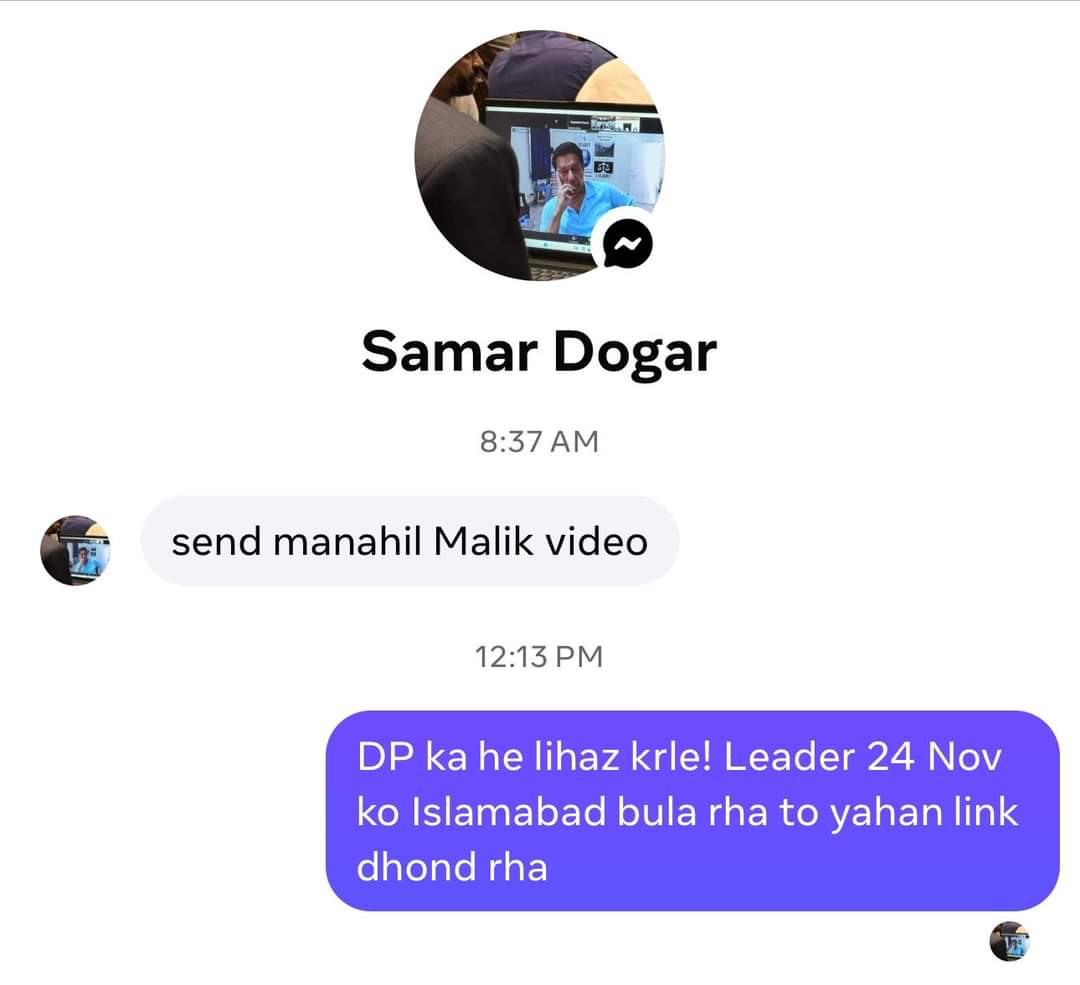 Samar Dogar
8:37 AM
send manahil Malik video
12:13 PM
DP ka he lihaz krle! Leader 24 Nov
ko Islamabad bula rha to yahan link
dhond rha